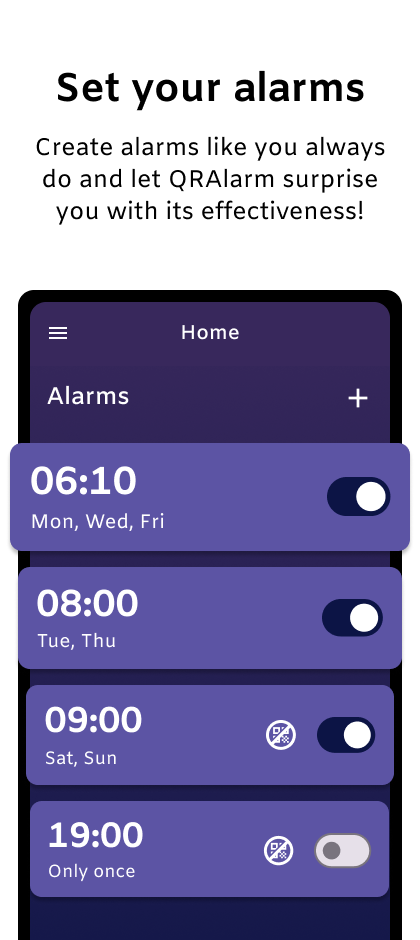 Set your alarms
Create alarms like you always
do and let QRAlarm surprise
you with its effectiveness!
Home
Alarms
06:10
Mon, Wed, Fri
08:00
Tue, Thu
09:00
Sat, Sun
19:00
Only once